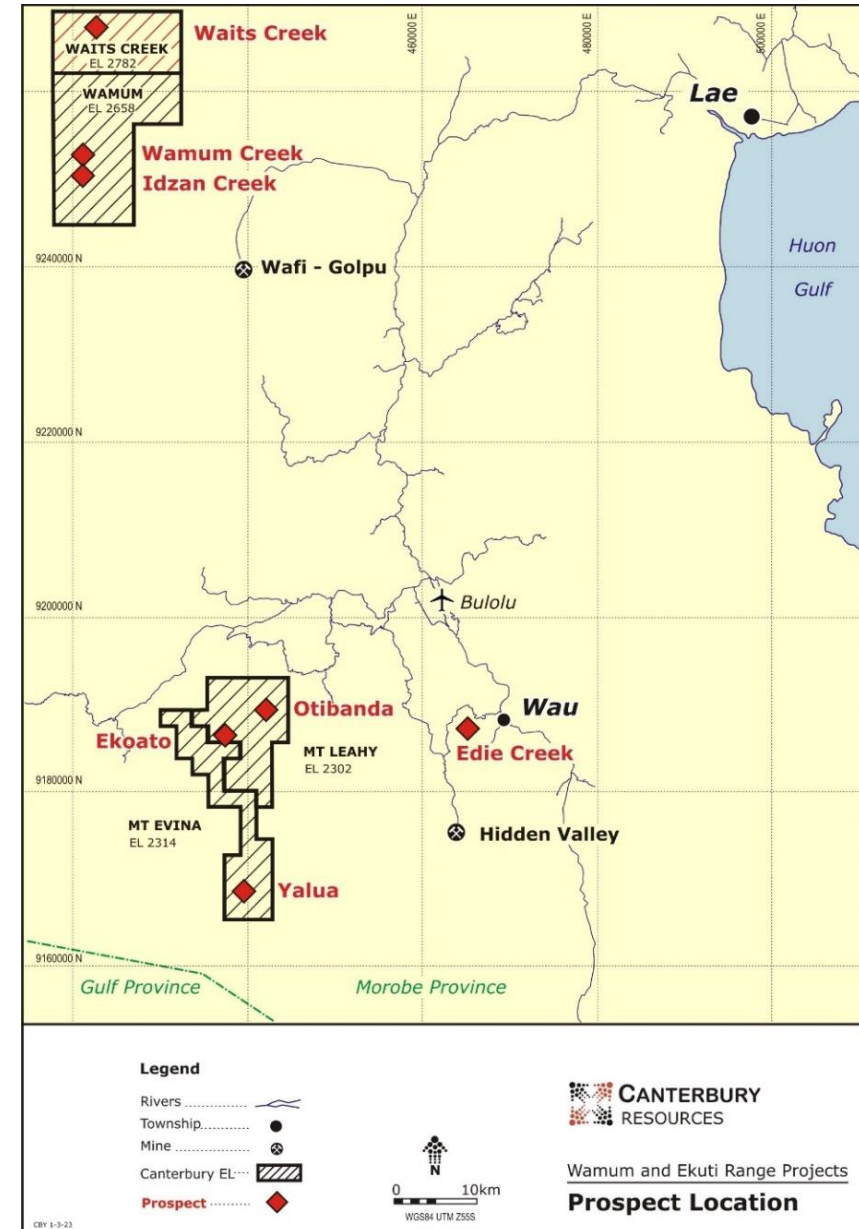 460000 E
480000 E
500000 E
WAITS CREEK
EL 2782
Waits Creek
WAMUM
EL 2658
Lae
Wamum Creek
Idzan Creek
9240000 N
Wafi - Golpu
Huon
Gulf
9220000 N
9200000 N
Bulolu
Otibanda
Wau
Ekoato
MT LEAHY
EL 2302
Edie Creek
9180000 N
MT EVINA
EL 2314
Hidden Valley
Yalua
9160000 N
Gulf Province
Morobe Province
Legend
Rivers
Township
Mine
Canterbury EL
Prospect
N
0 10km
WGS84 UTM Z55S
CANTERBURY
RESOURCES
Wamum and Ekuti Range Projects
Prospect Location
CBY 1-3-23